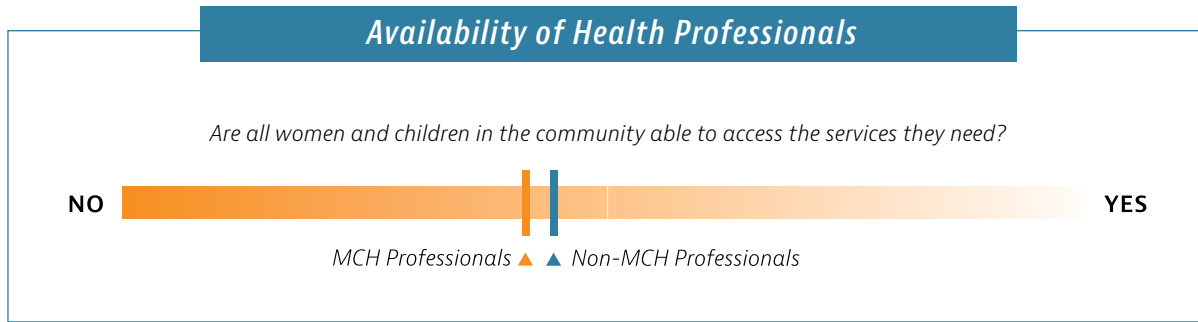 Availability of Health Professionals
Are all women and children in the community able to access the services they need?
NO
YES
MCH Professionals
Non-MCH Professionals